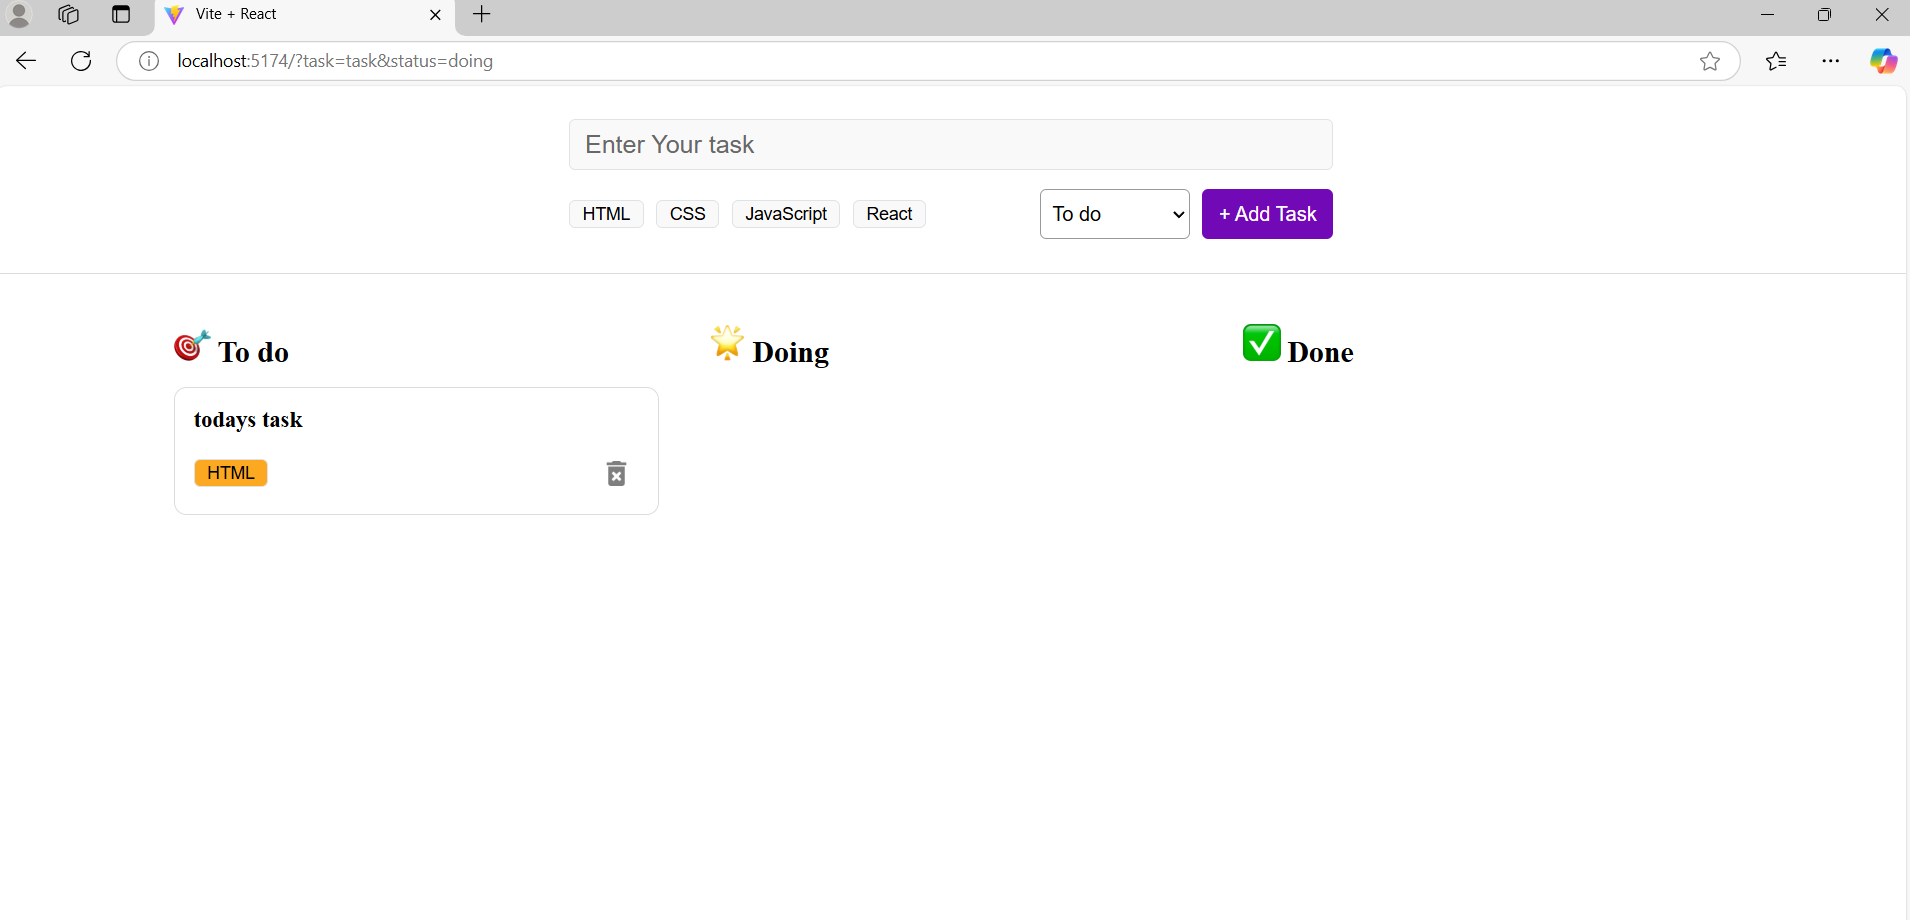 Vite + React
localhost:5174/?task=task&status=doing
Enter Your task
HTML CSS JavaScript React To do + Add Task
To do Doing Done
todays task
HTML